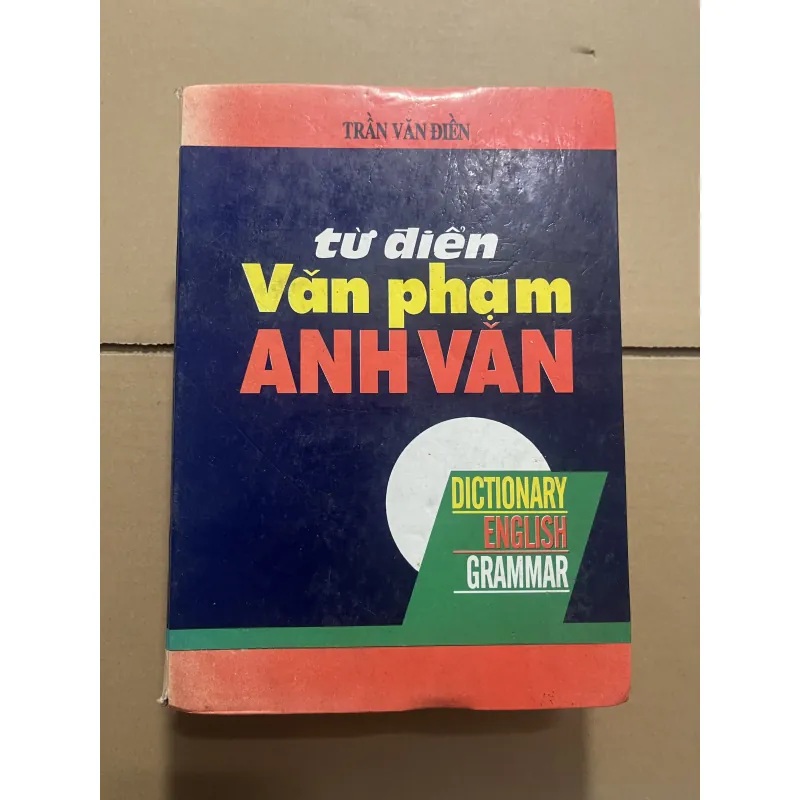 TRẦN VĂN ĐIỀN
từ điển
Văn phạm
ANH VĂN
DICTIONARY
ENGLISH
GRAMMAR